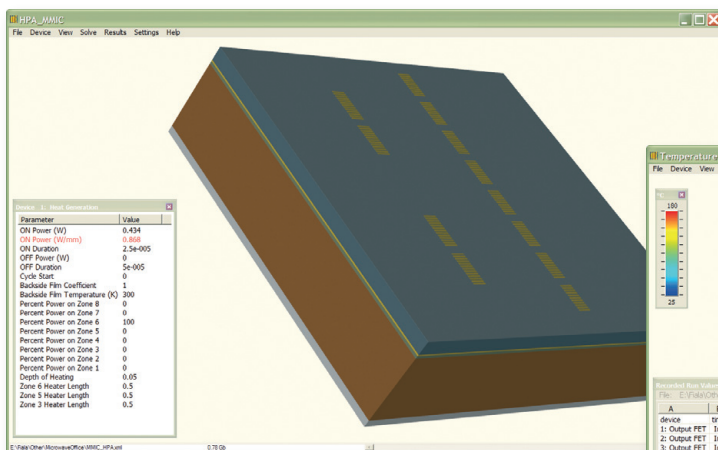 HPA_MMIC
File Device View Solve Results Settings Help
Device 1: Heat Generation
Parameter Value
ON Power (W) 0.434
ON Power (W/mm) 0.868
ON Duration 2.5e-005
OFF Power (W) 0
OFF Duration 5e-005
Cycle Start 0
Backside Film Coefficient 1
Backside Film Temperature (K) 300
Percent Power on Zone 8 0
Percent Power on Zone 7 0
Percent Power on Zone 6 100
Percent Power on Zone 5 0
Percent Power on Zone 4 0
Percent Power on Zone 3 0
Percent Power on Zone 2 0
Percent Power on Zone 1 0
Depth of Heating 0.05
Zone 6 Heater Length 0.5
Zone 5 Heater Length 0.5
Zone 3 Heater Length 0.5
E:\Fiala\Other\MicrowaveOffice\MMIC_HPA.xml 0.78 Gb
Temperature
File Device View
°C
180
25
Recorded Run Values
File: E:\Fiala\Oth
A
device
1: Output FET
2: Output FET
3: Output FET